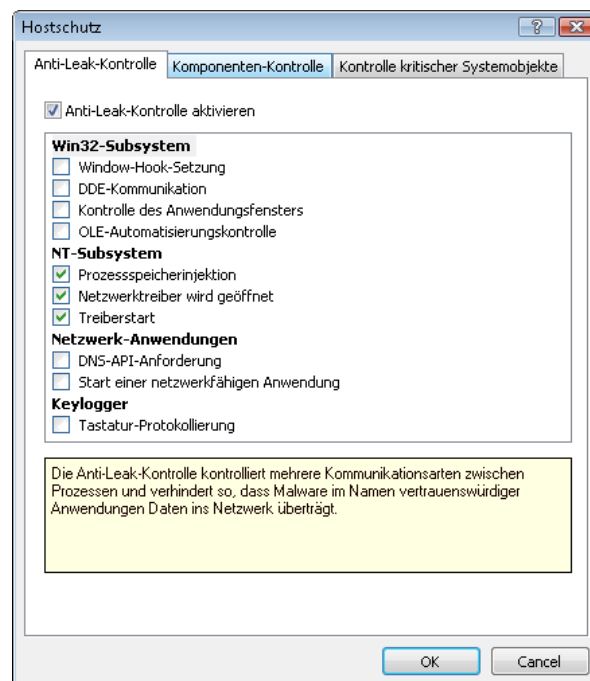 Hostschutz
Anti-Leak-Kontrolle
Komponenten-Kontrolle
Kontrolle kritischer Systemobjekte
Anti-Leak-Kontrolle aktivieren
Win32-Subsystem
Window-Hook-Setzung
DDE-Kommunikation
Kontrolle des Anwendungsfensters
OLE-Automatisierungskontrolle
NT-Subsystem
Prozessspeicherinjektion
Netzwerktreiber wird geöffnet
Treiberstart
Netzwerk-Anwendungen
DNS-API-Anforderung
Start einer netzwerkfähigen Anwendung
Keylogger
Tastatur-Protokollierung
Die Anti-Leak-Kontrolle kontrolliert mehrere Kommunikationsarten zwischen
Prozessen und verhindert so, dass Malware im Namen vertrauenswürdiger
Anwendungen Daten ins Netzwerk überträgt.
OK
Cancel